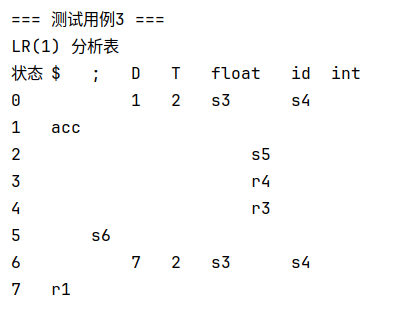 === 测试用例3 ===
LR(1) 分析表
状态 $   ;   D   T   float   id  int
0           1   2   s3      s4
1   acc
2                       s5
3                       r4
4                       r3
5       s6
6           7   2   s3      s4
7   r1